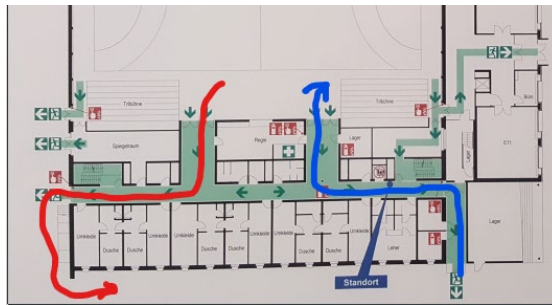 Tribüne
Tribüne
Spiegelraum
Regie
Lager
Lager
Büro
E11
Lager
Umkleide
Dusche
Dusche
Umkleide
Umkleide
Dusche
Dusche
Umkleide
Umkleide
Dusche
Dusche
Umkleide
Lehrer
Standort